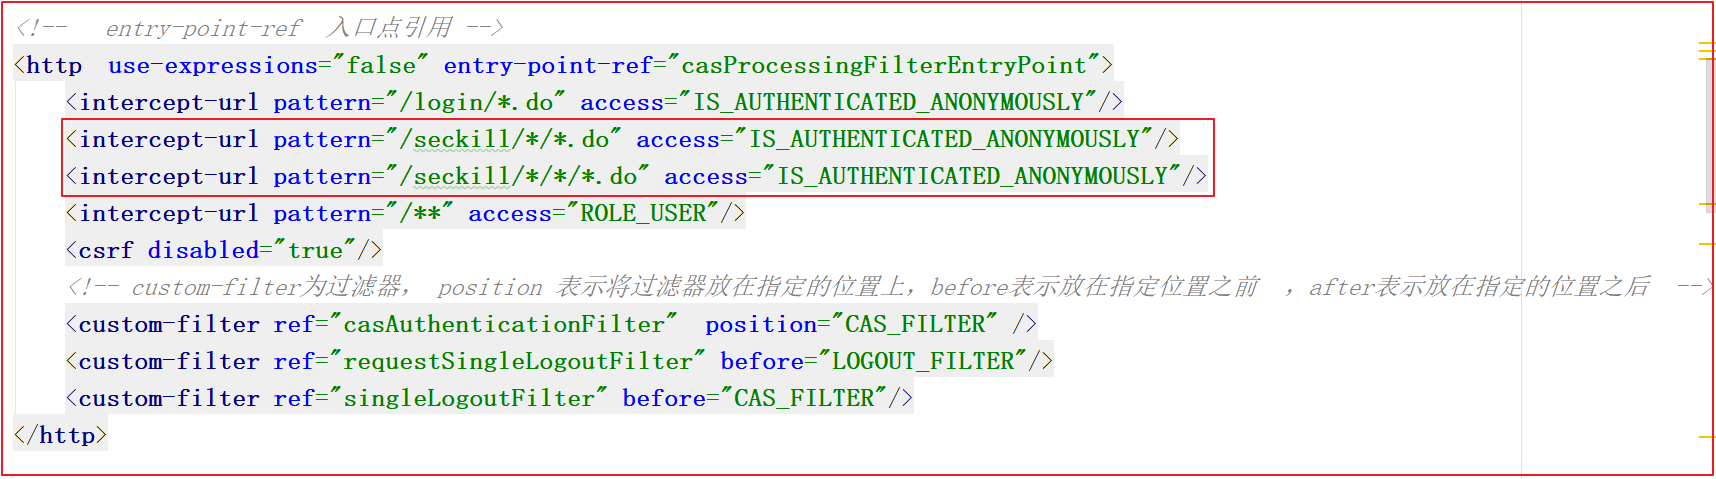 <!--   entry-point-ref  入口点引用 -->
<http  use-expressions="false" entry-point-ref="casProcessingFilterEntryPoint">
<intercept-url pattern="/login/*.do" access="IS_AUTHENTICATED_ANONYMOUSLY"/>
<intercept-url pattern="/seckill/*/*.do" access="IS_AUTHENTICATED_ANONYMOUSLY"/>
<intercept-url pattern="/seckill/*/*/*.do" access="IS_AUTHENTICATED_ANONYMOUSLY"/>
<intercept-url pattern="/**" access="ROLE_USER"/>
<csrf disabled="true"/>
<!-- custom-filter为过滤器， position 表示将过滤器放在指定的位置上，before表示放在指定位置之前  ，after表示放在指定的位置之后  -->
<custom-filter ref="casAuthenticationFilter"  position="CAS_FILTER" />
<custom-filter ref="requestSingleLogoutFilter" before="LOGOUT_FILTER"/>
<custom-filter ref="singleLogoutFilter" before="CAS_FILTER"/>
</http>